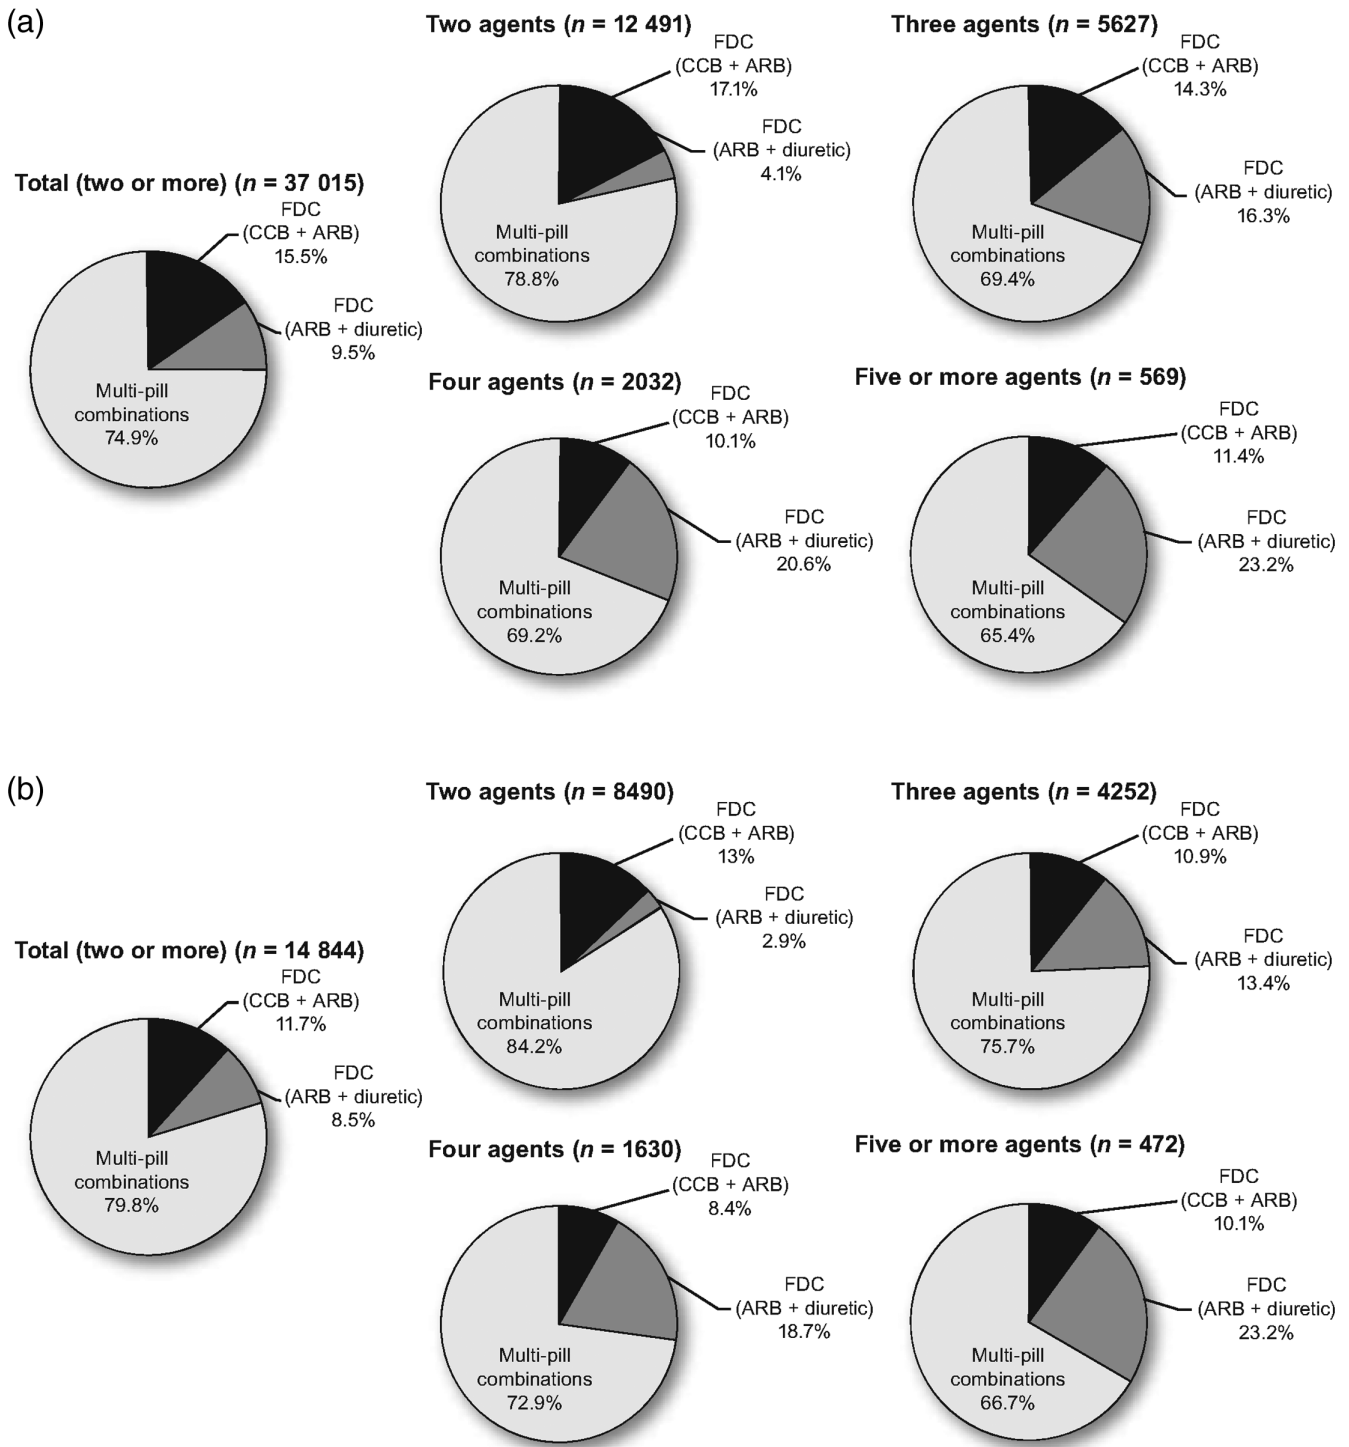 (a)
Total (two or more) (n = 37 015)
FDC
(CCB + ARB)
15.5%
FDC
(ARB + diuretic)
9.5%
Multi-pill
combinations
74.9%
Two agents (n = 12 491)
FDC
(CCB + ARB)
17.1%
FDC
(ARB + diuretic)
4.1%
Multi-pill
combinations
78.8%
Three agents (n = 5627)
FDC
(CCB + ARB)
14.3%
FDC
(ARB + diuretic)
16.3%
Multi-pill
combinations
69.4%
Four agents (n = 2032)
FDC
(CCB + ARB)
10.1%
FDC
(ARB + diuretic)
20.6%
Multi-pill
combinations
69.2%
Five or more agents (n = 569)
FDC
(CCB + ARB)
11.4%
FDC
(ARB + diuretic)
23.2%
Multi-pill
combinations
65.4%
(b)
Total (two or more) (n = 14 844)
FDC
(CCB + ARB)
11.7%
FDC
(ARB + diuretic)
8.5%
Multi-pill
combinations
79.8%
Two agents (n = 8490)
FDC
(CCB + ARB)
13%
FDC
(ARB + diuretic)
2.9%
Multi-pill
combinations
84.2%
Three agents (n = 4252)
FDC
(CCB + ARB)
10.9%
FDC
(ARB + diuretic)
13.4%
Multi-pill
combinations
75.7%
Four agents (n = 1630)
FDC
(CCB + ARB)
8.4%
FDC
(ARB + diuretic)
18.7%
Multi-pill
combinations
72.9%
Five or more agents (n = 472)
FDC
(CCB + ARB)
10.1%
FDC
(ARB + diuretic)
23.2%
Multi-pill
combinations
66.7%